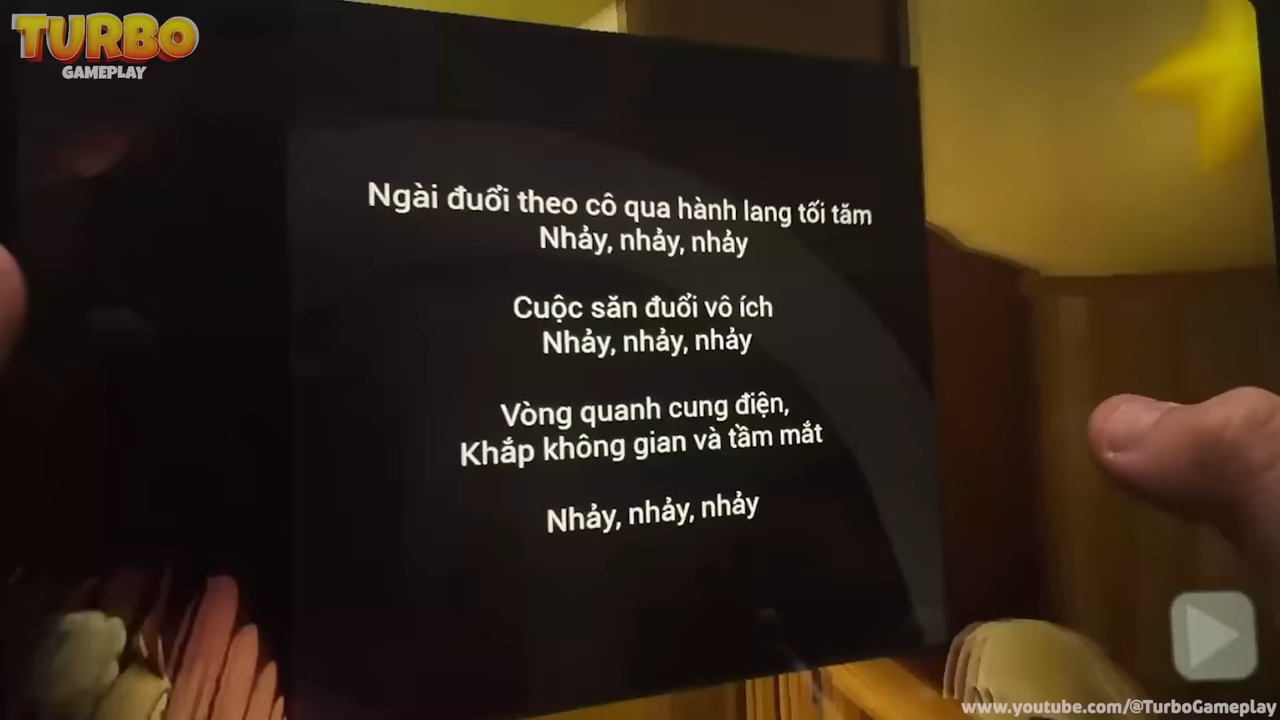 TURBO
GAMEPLAY
Ngài đuổi theo cô qua hành lang tối tăm
Nhảy, nhảy, nhảy
Cuộc săn đuổi vô ích
Nhảy, nhảy, nhảy
Vòng quanh cung điện,
Khắp không gian và tầm mắt
Nhảy, nhảy, nhảy
www.youtube.com/@TurboGameplay